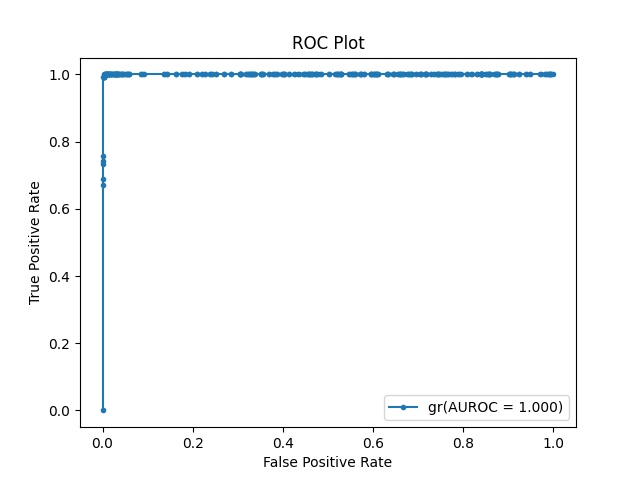 ROC Plot
True Positive Rate
1.0
0.8
0.6
0.4
0.2
0.0
0.0 0.2 0.4 0.6 0.8 1.0
False Positive Rate
gr(AUROC = 1.000)